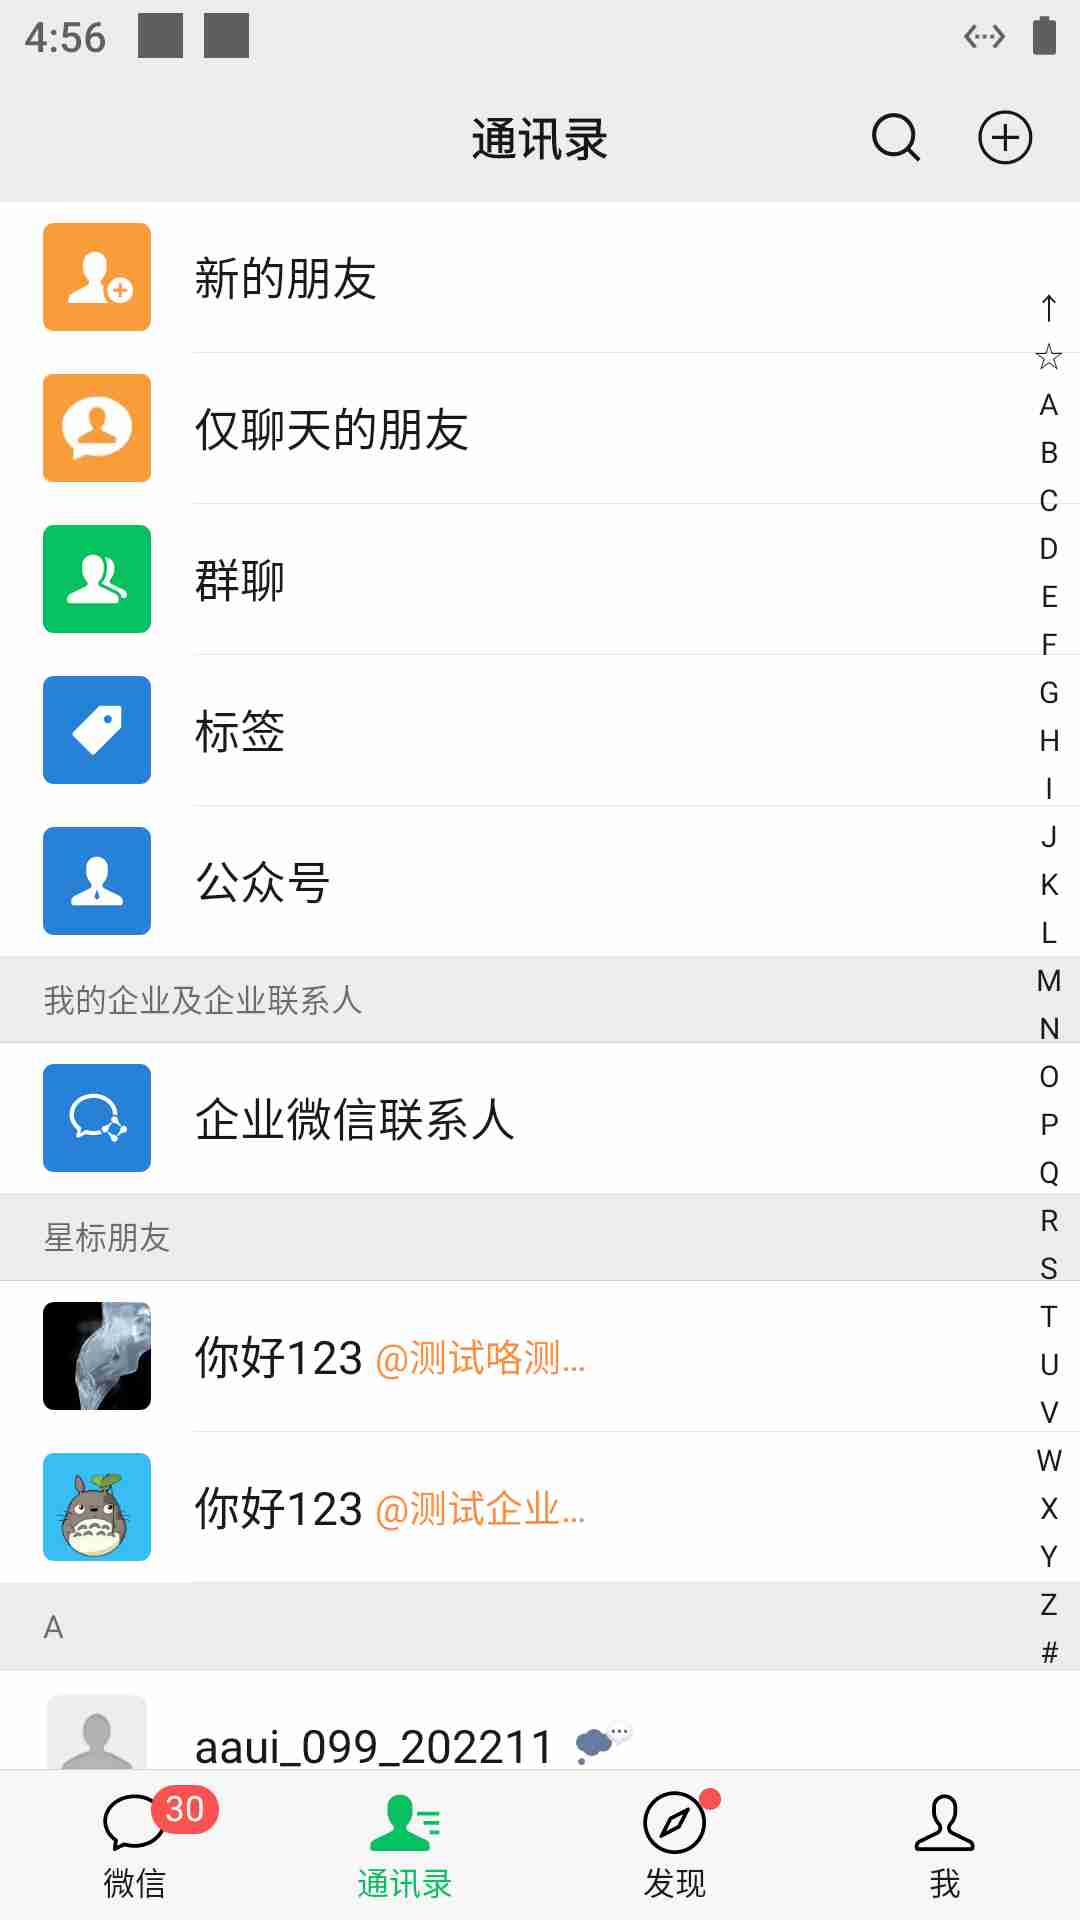 4:56
通讯录
新的朋友
仅聊天的朋友
群聊
标签
公众号
我的企业及企业联系人
企业微信联系人
星标朋友
你好123 @测试咯测...
你好123 @测试企业...
A
aaui_099_202211
↑
☆
A
B
C
D
E
F
G
H
I
J
K
L
M
N
O
P
Q
R
S
T
U
V
W
X
Y
Z
#
30
微信
通讯录
发现
我